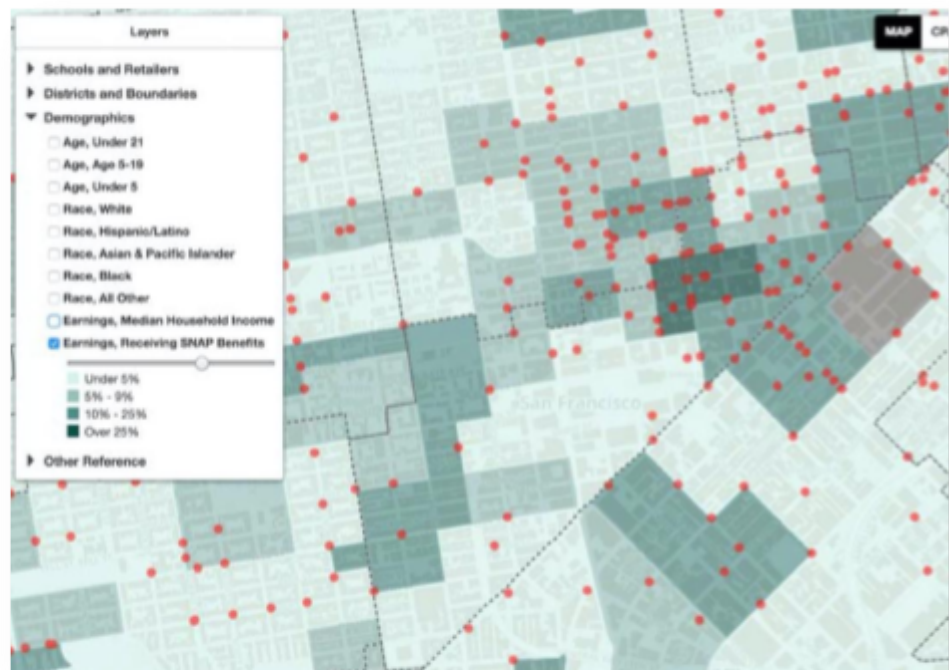 Layers
MAP
Schools and Retailers
Districts and Boundaries
Demographics
Age, Under 21
Age, Age 5-19
Age, Under 5
Race, White
Race, Hispanic/Latino
Race, Asian & Pacific Islander
Race, Black
Race, All Other
Earnings, Median Household Income
Earnings, Receiving SNAP Benefits
Under 5%
5% - 9%
10% - 25%
Over 25%
San Francisco
Other Reference